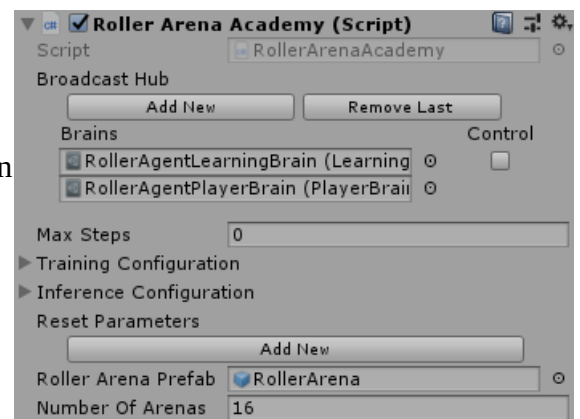 Roller Arena Academy (Script)
Script RollerArenaAcademy
Broadcast Hub
Add New Remove Last
Brains Control
n RollerAgentLearningBrain (Learning
RollerAgentPlayerBrain (PlayerBrain
Max Steps 0
Training Configuration
Inference Configuration
Reset Parameters
Add New
Roller Arena Prefab RollerArena
Number Of Arenas 16